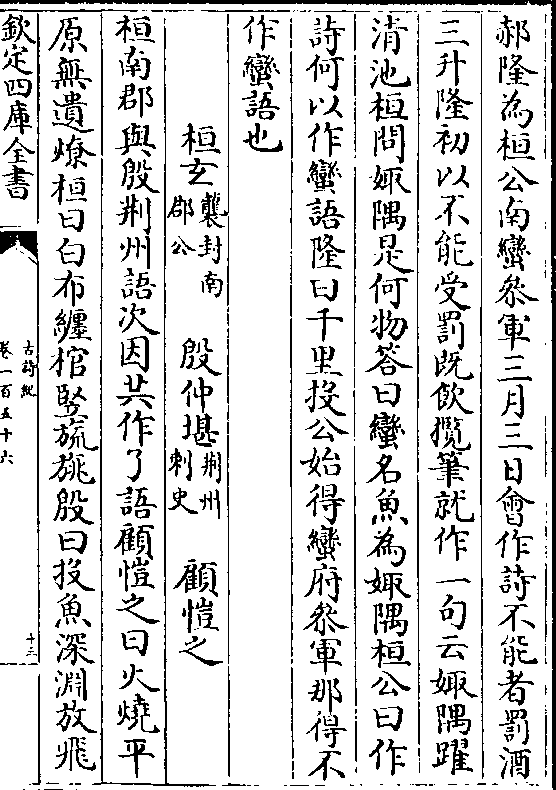 郝隆為桓公南蠻叅軍三月三日會作詩不能者罰酒
三升隆初以不能受罰既飲攬筆就作一句云娵隅躍
清池桓問娵隅是何物答曰蠻名魚為娵隅桓公曰作
詩何以作蠻語隆曰千里投公始得蠻府叅軍那得不
作蠻語也
桓玄襲封南郡公 殷仲堪荆州刺史 顧愷之
桓南郡與殷荆州語次因共作了語顧愷之曰火燒平
原無遺燎桓曰白布纏棺竪旒旐殷曰投魚深淵放飛
欽定四庫全書
古詩紀
卷一百五十六
十三